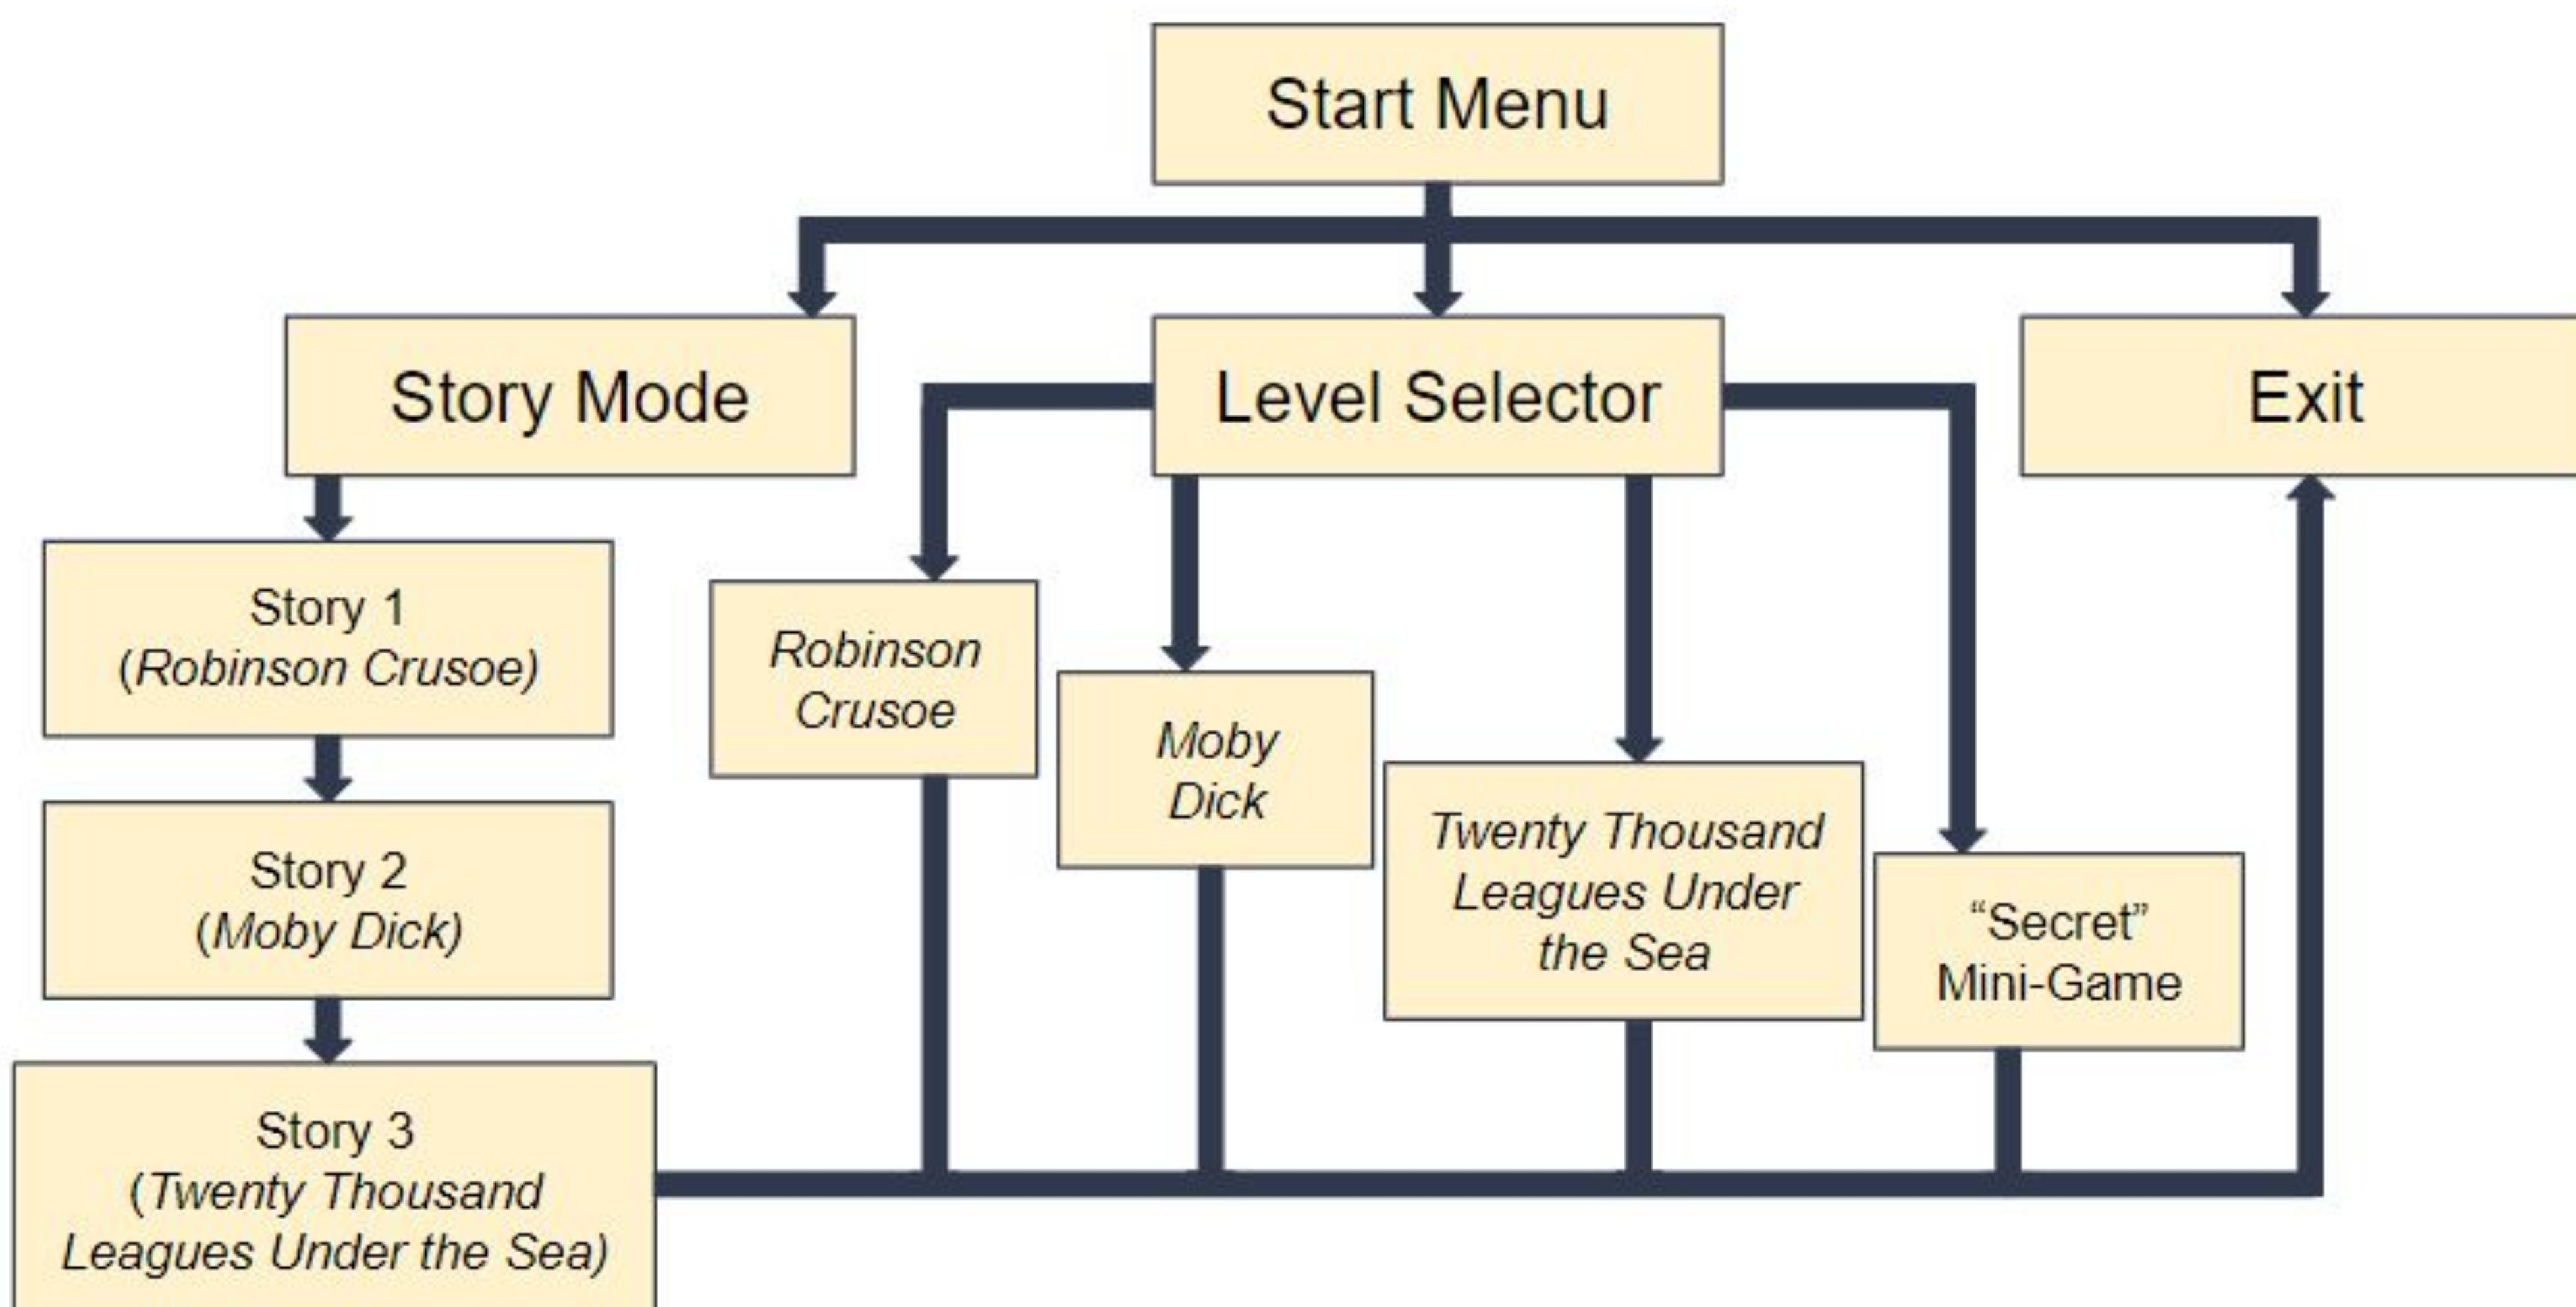 Start Menu
Story Mode
Level Selector
Exit
Story 1
(Robinson Crusoe)
Robinson
Crusoe
Moby
Dick
Twenty Thousand
Leagues Under
the Sea
“Secret”
Mini-Game
Story 2
(Moby Dick)
Story 3
(Twenty Thousand
Leagues Under the Sea)